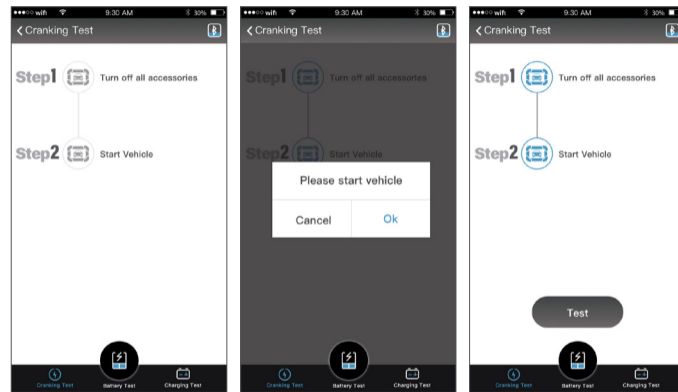 wifi 9:30 AM 30%
Cranking Test
Step1 Turn off all accessories
Step2 Start Vehicle
Cranking Test Battery Test Charging Test
wifi 9:30 AM 30%
Cranking Test
Step1 Turn off all accessories
Step2 Start Vehicle
Please start vehicle
Cancel Ok
Cranking Test Battery Test Charging Test
wifi 9:30 AM 30%
Cranking Test
Step1 Turn off all accessories
Step2 Start Vehicle
Test
Cranking Test Battery Test Charging Test